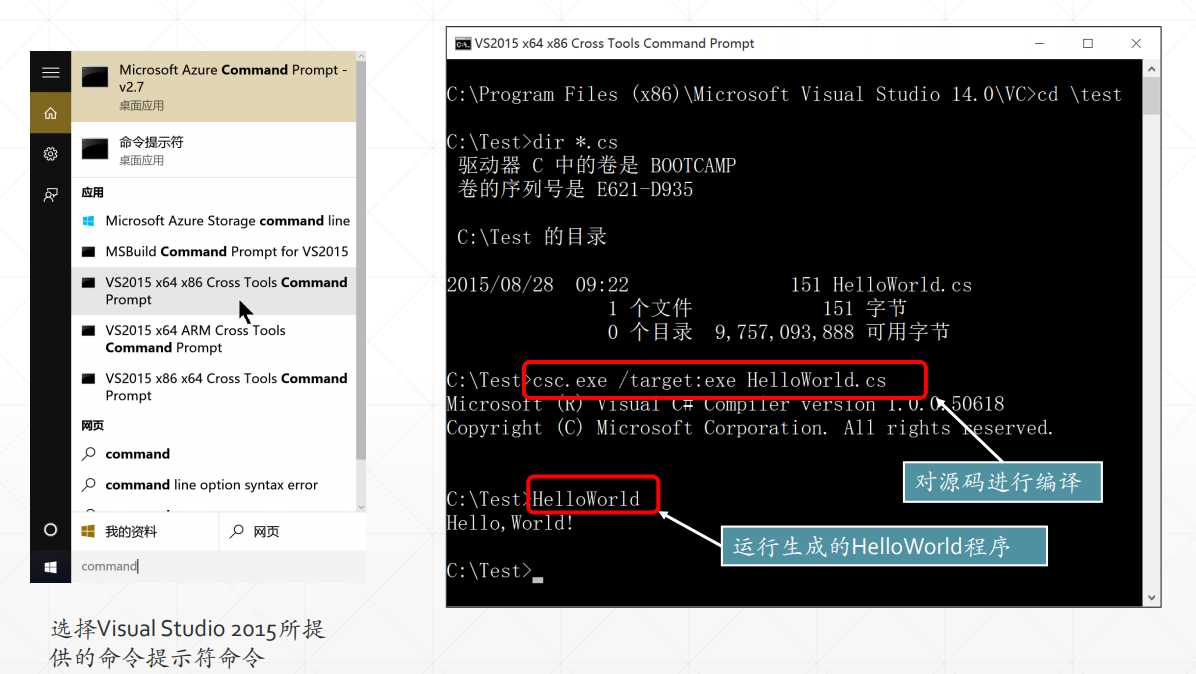 Microsoft Azure Command Prompt -
v2.7
桌面应用
命令提示符
桌面应用
应用
Microsoft Azure Storage command line
MSBuild Command Prompt for VS2015
VS2015 x64 x86 Cross Tools Command
Prompt
VS2015 x64 ARM Cross Tools
Command Prompt
VS2015 x86 x64 Cross Tools Command
Prompt
网页
command
command line option syntax error
我的资料
网页
command
选择Visual Studio 2015所提
供的命令提示符命令
VS2015 x64 x86 Cross Tools Command Prompt
C:\Program Files (x86)\Microsoft Visual Studio 14.0\VC>cd \test
C:\Test>dir *.cs
驱动器 C 中的卷是 BOOTCAMP
卷的序列号是 E621-D935
C:\Test 的目录
2015/08/28  09:22 151 HelloWorld.cs
1 个文件 151 字节
0 个目录 9,757,093,888 可用字节
C:\Test>csc.exe /target:exe HelloWorld.cs
Microsoft (R) Visual C# Compiler version 1.0.0.50618
Copyright (C) Microsoft Corporation. All rights reserved.
对源码进行编译
C:\Test>HelloWorld
Hello,World!
运行生成的HelloWorld程序
C:\Test>_